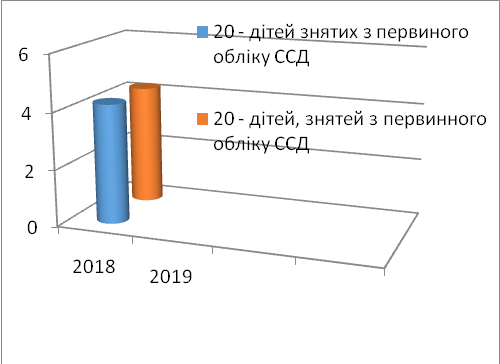 20 - дітей знятих з первиного
обліку ССД
20 - дітей, знятей з первинного
обліку ССД
6
4
2
0
2018
2019